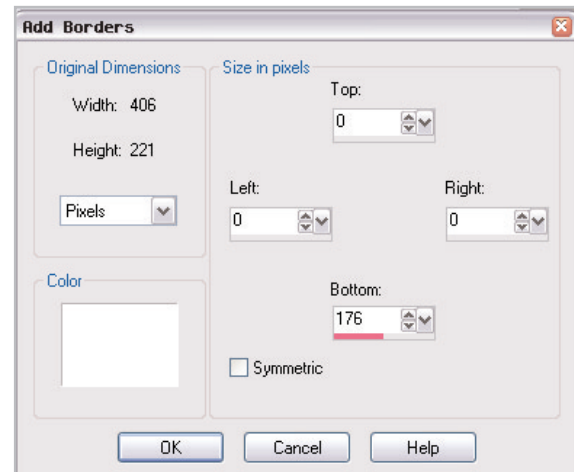 Add Borders
Original Dimensions
Width: 406
Height: 221
Pixels
Color
Size in pixels
Top:
0
Left:
0
Right:
0
Bottom:
176
Symmetric
OK
Cancel
Help